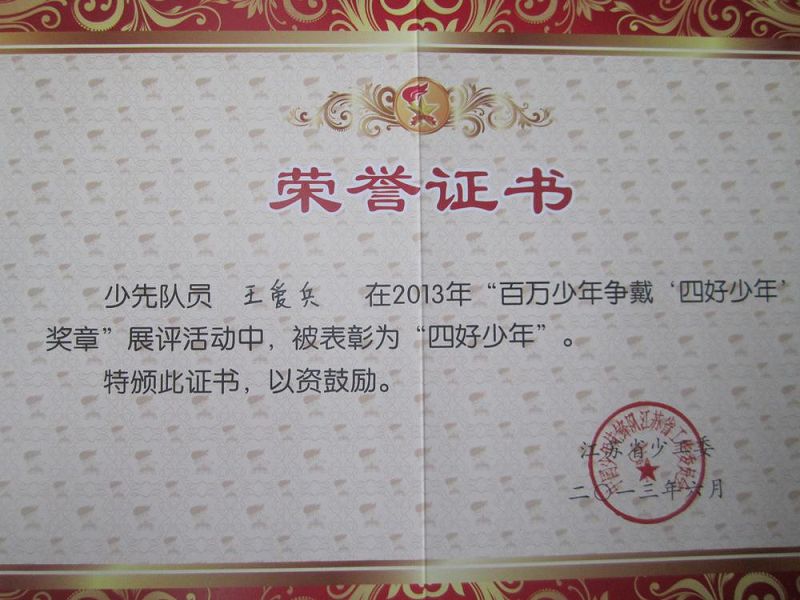 荣誉证书
少先队员 王爱兵 在2013年“百万少年争戴‘四好少年’
奖章”展评活动中，被表彰为“四好少年”。
特颁此证书，以资鼓励。
江苏省少工委
二〇一三年六月